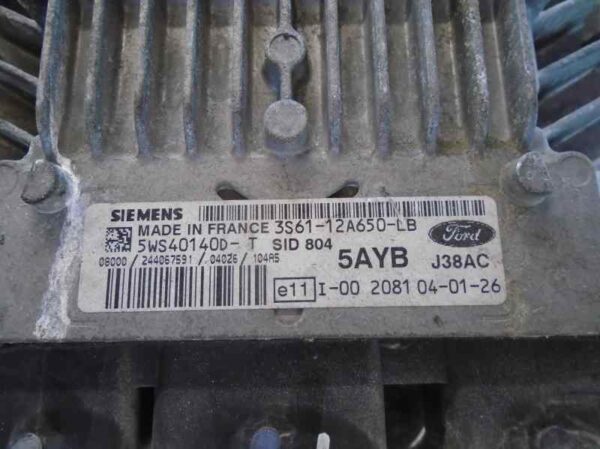 SIEMENS
MADE IN FRANCE 3S61-12A650-LB
5WS40140D-T SID 804
Ford
08000 / 244067591 / 04026 / 104A5
5AYB J38AC
e11 I-00 2081 04-01-26